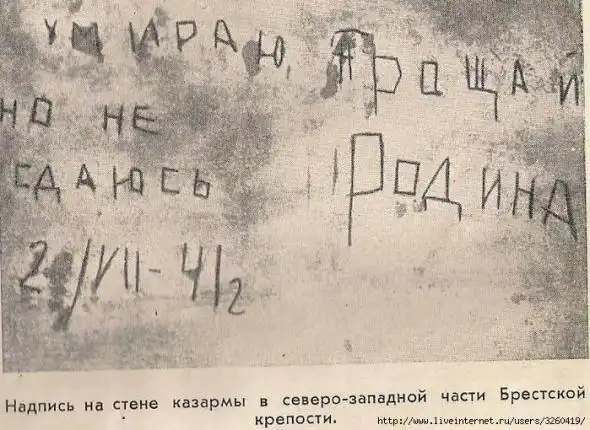 УМИРАЮ,
НО НЕ
СДАЮСЬ
ПРОЩАЙ
РОДИНА
20/VII-41г
Надпись на стене казармы в северо-западной части Брестской
крепости.
http://www.liveinternet.ru/users/3260419/